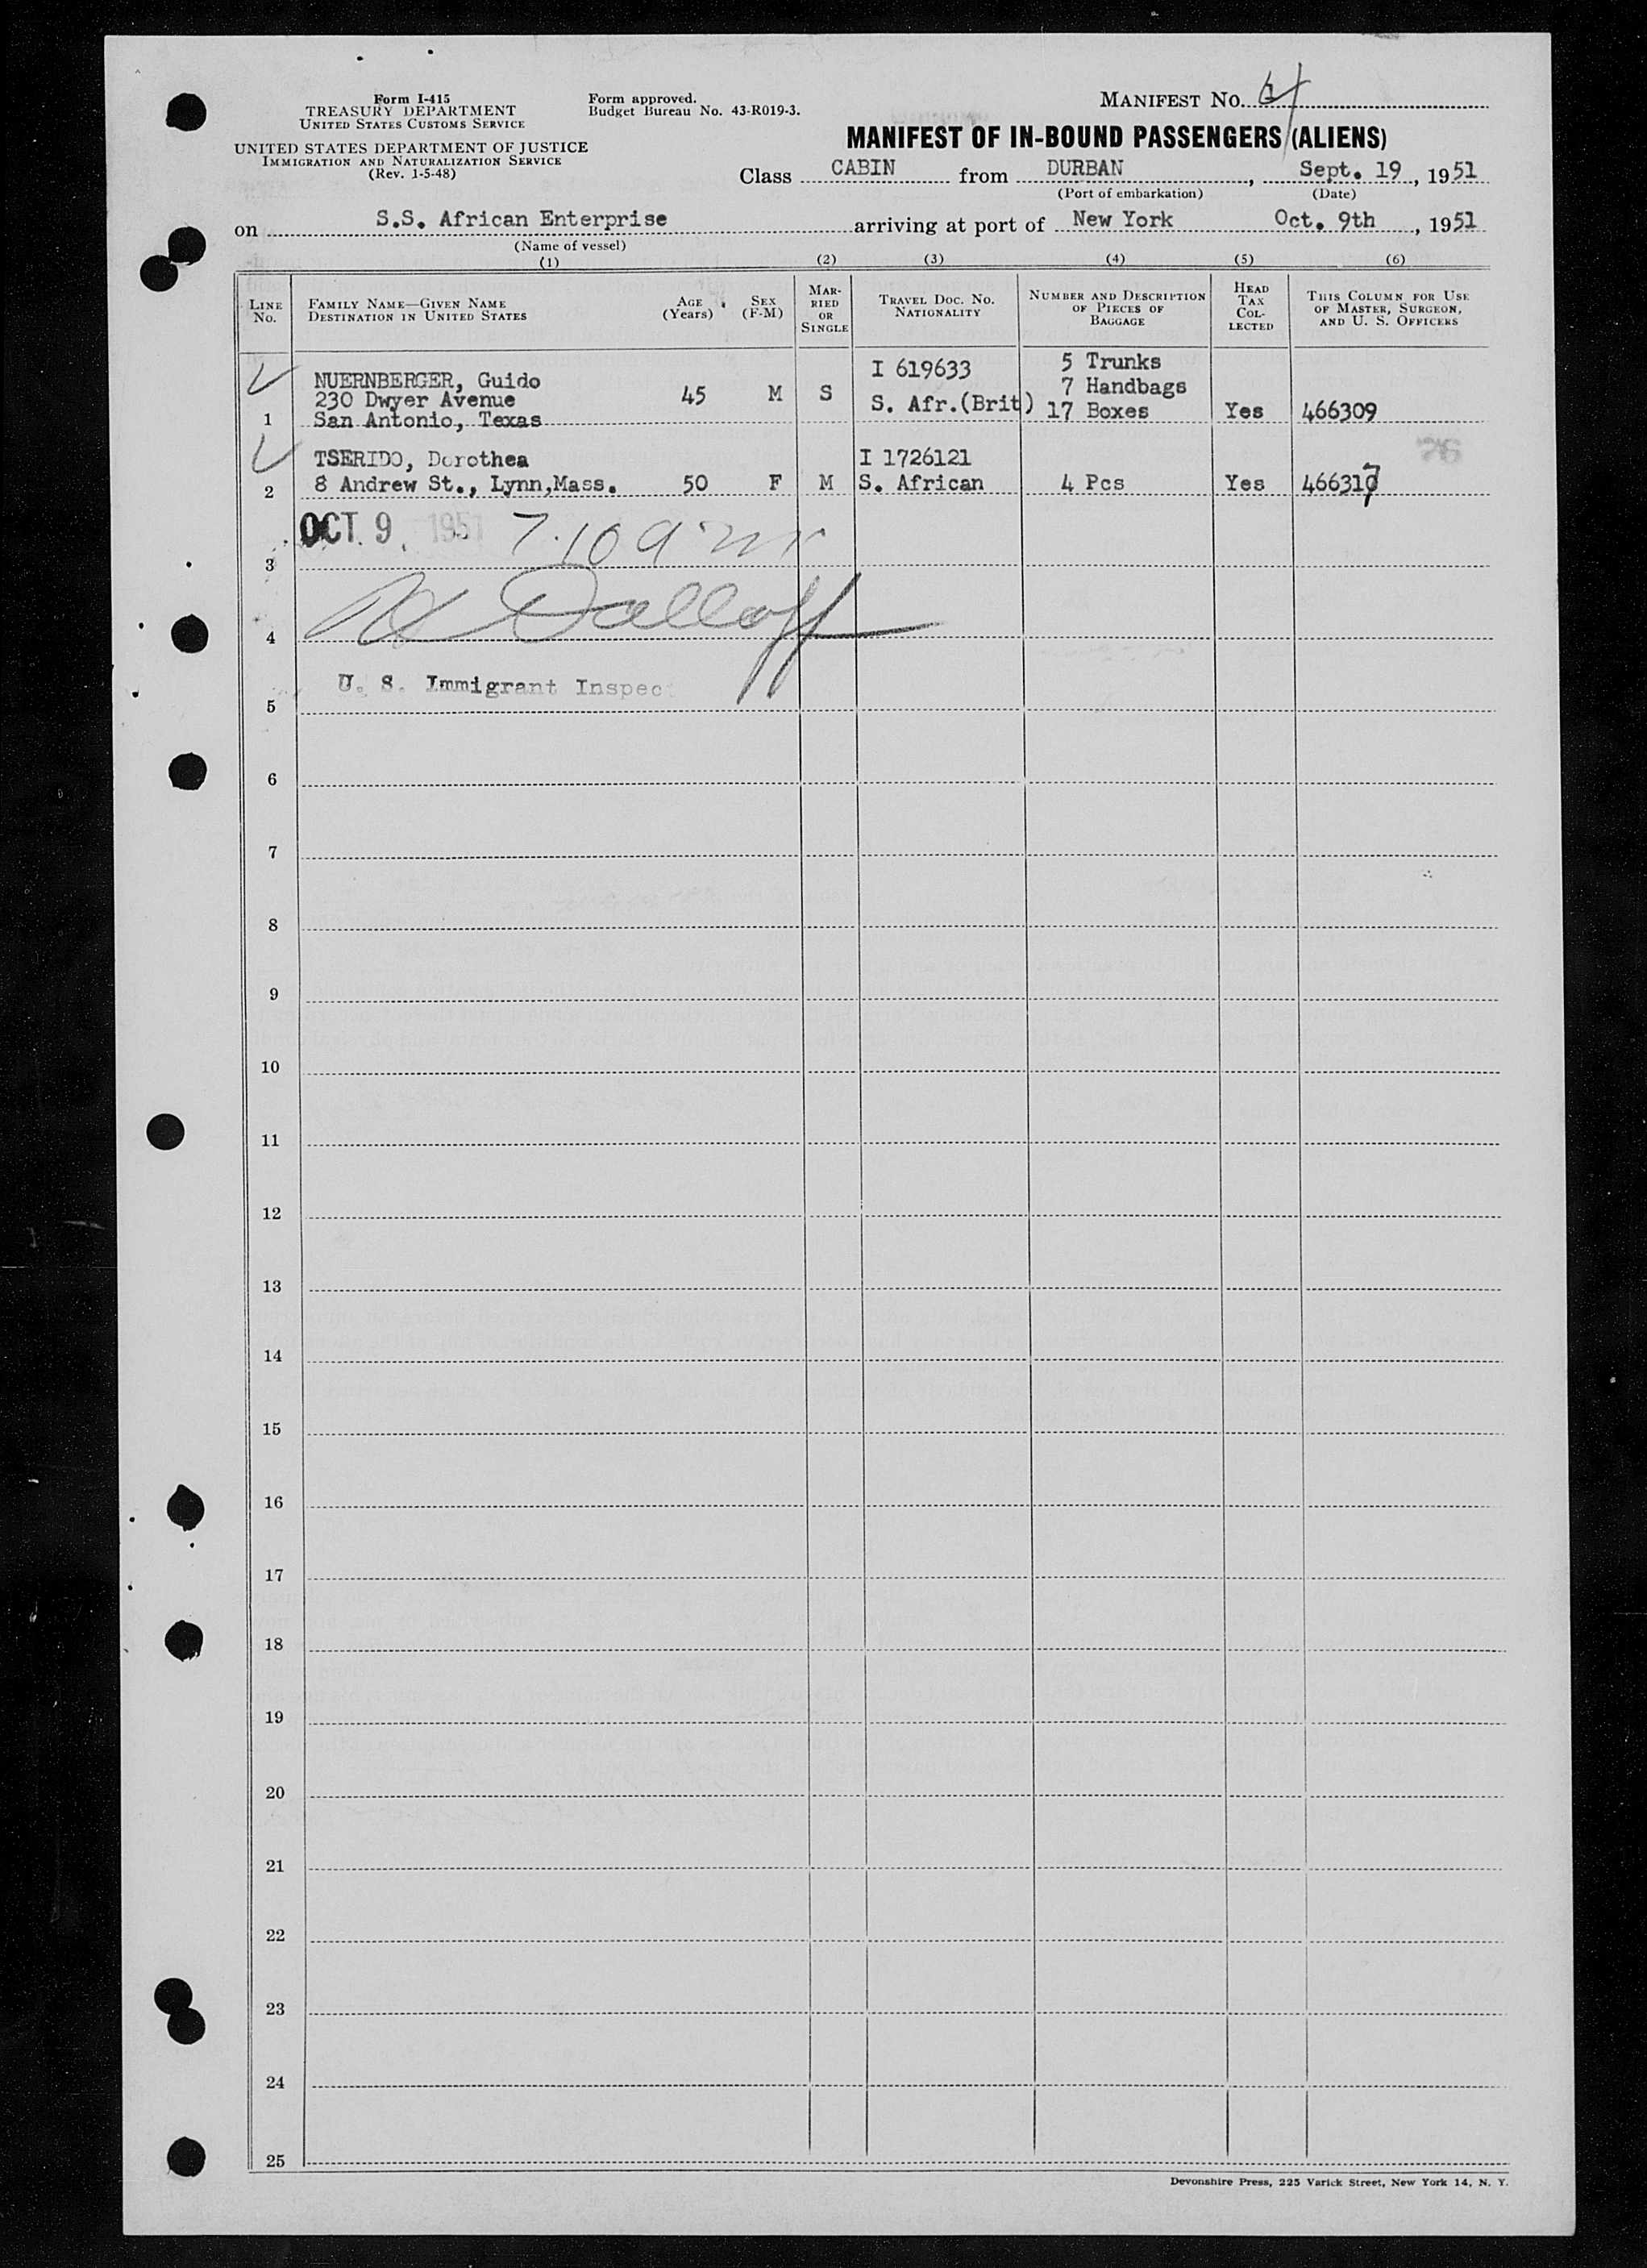 Form I-415
TREASURY DEPARTMENT
UNITED STATES CUSTOMS SERVICE
UNITED STATES DEPARTMENT OF JUSTICE
IMMIGRATION AND NATURALIZATION SERVICE
(Rev. 1-5-48)
Form approved.
Budget Bureau No. 43-R019-3.
MANIFEST NO.
MANIFEST OF IN-BOUND PASSENGERS (ALIENS)
Class CABIN from DURBAN, Sept. 19, 1951
(Port of embarkation) (Date)
on S.S. African Enterprise arriving at port of New York Oct. 9th, 1951
(Name of vessel)
(1) (2) (3) (4) (5) (6)
LINE NO. FAMILY NAME—GIVEN NAME DESTINATION IN UNITED STATES AGE (Years) SEX (F-M) MARRIED OR SINGLE TRAVEL DOC. NO. NATIONALITY NUMBER AND DESCRIPTION OF PIECES OF BAGGAGE HEAD TAX COLLECTED THIS COLUMN FOR USE OF MASTER, SURGEON, AND U. S. OFFICERS
NUERNBERGER, Guido I 619633 5 Trunks
230 Dwyer Avenue 45 M S S. Afr.(Brit) 7 Handbags
1 San Antonio, Texas 17 Boxes Yes 466309
TSERIDO, Dorothea I 1726121
2 8 Andrew St., Lynn,Mass. 50 F M S. African 4 Pcs Yes 466317
OCT 9 1951
3
4
U. S. Immigrant Inspec
5
6
7
8
9
10
11
12
13
14
15
16
17
18
19
20
21
22
23
24
25
Devonshire Press, 225 Varick Street, New York 14, N. Y.